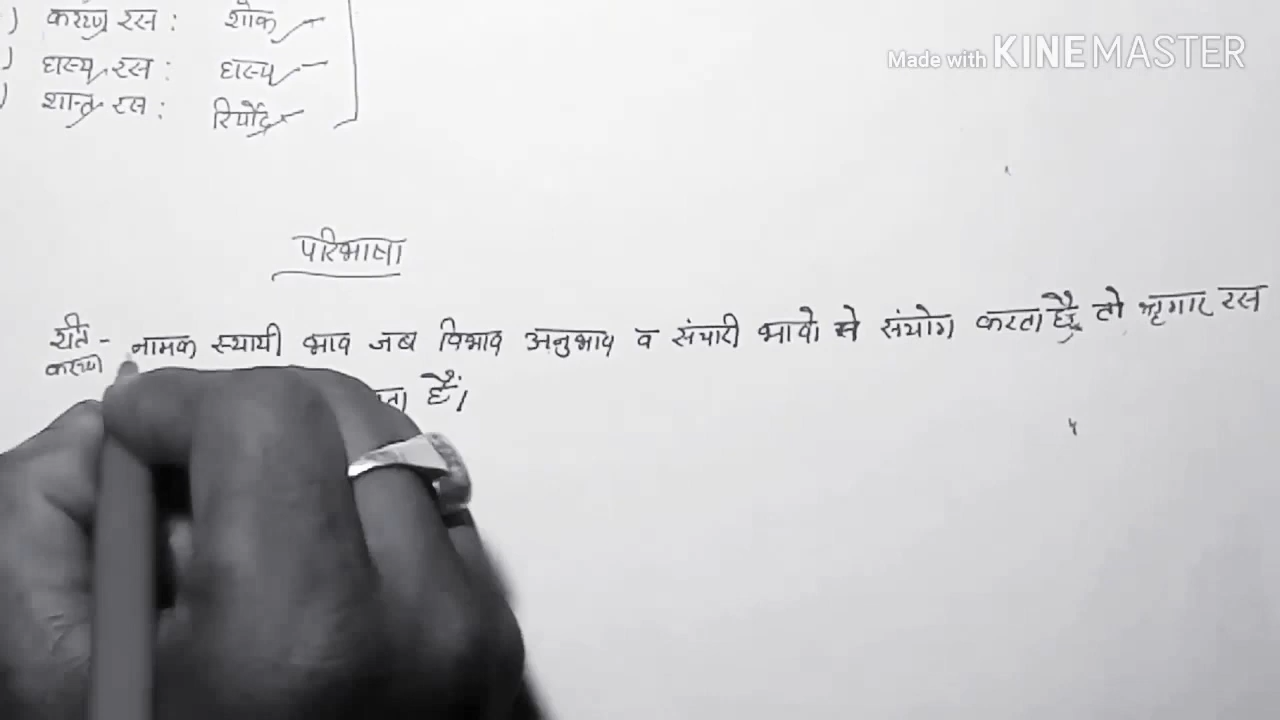 ) करुण रस : शोक
) हास्य रस : हास्य
) शान्त रस :
Made with KINEMASTER
परिभाषा
रति - नामक स्थायी भाव जब विभाव अनुभाव व संचारी भावो से संयोग करता है, तो श्रृंगार रस
करुण
है।